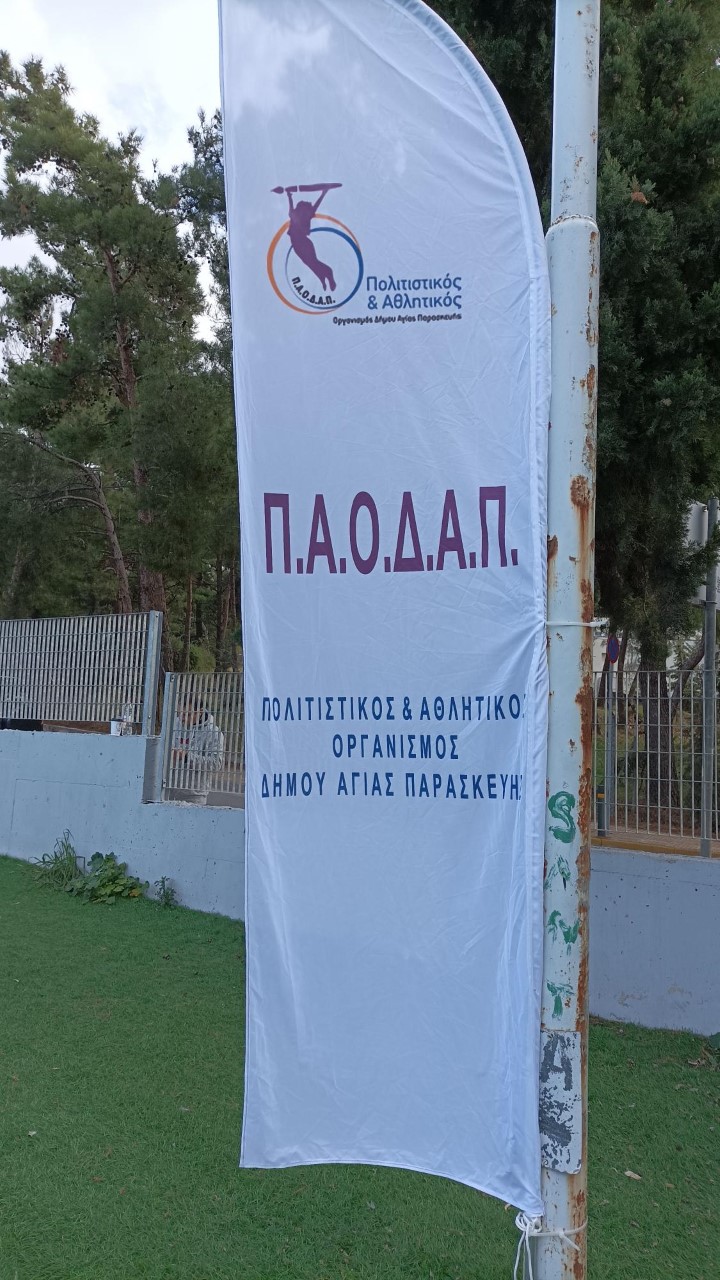 Π.Α.Ο.Δ.Α.Π.
Πολιτιστικός
& Αθλητικός
Οργανισμός Δήμου Αγίας Παρασκευής
Π.Α.Ο.Δ.Α.Π.
ΠΟΛΙΤΙΣΤΙΚΟΣ & ΑΘΛΗΤΙΚΟΣ
ΟΡΓΑΝΙΣΜΟΣ
ΔΗΜΟΥ ΑΓΙΑΣ ΠΑΡΑΣΚΕΥΗΣ